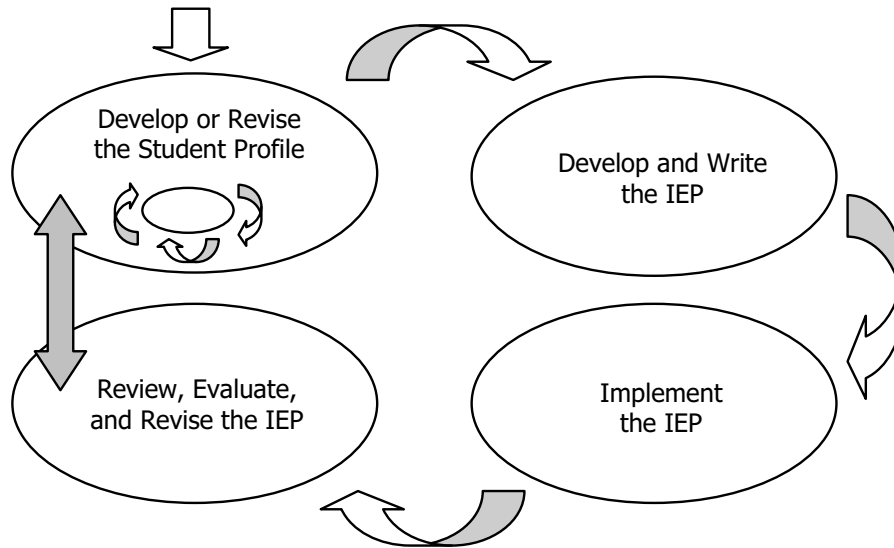 Develop or Revise
the Student Profile
Develop and Write
the IEP
Review, Evaluate,
and Revise the IEP
Implement
the IEP